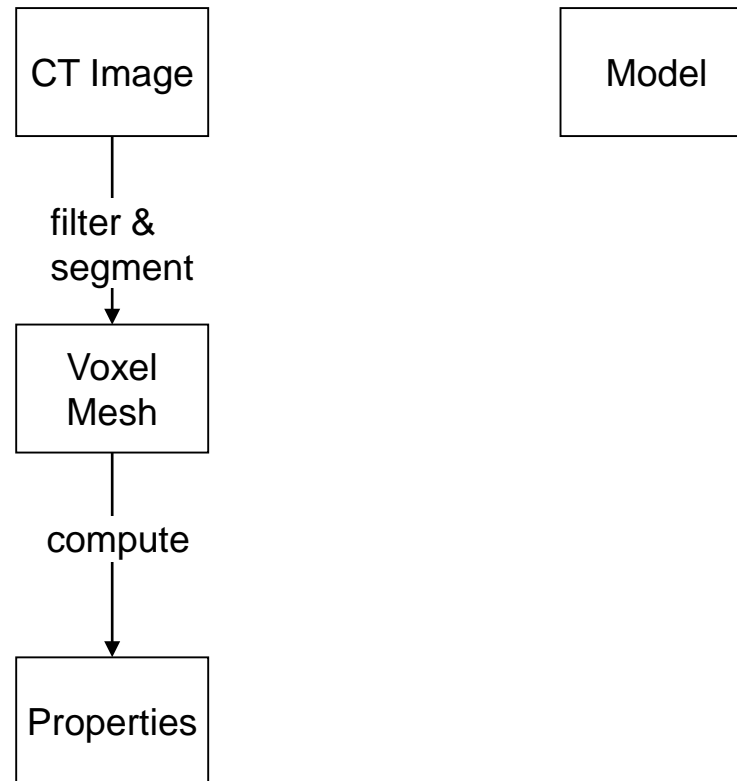 CT Image
Model
filter &
segment
Voxel
Mesh
compute
Properties